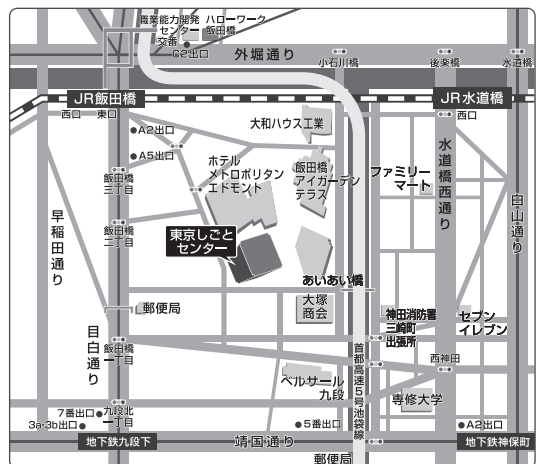 職業能力開発
センター
ハローワーク
飯田橋
交番
C2出口
外堀通り
小石川橋
後楽橋
水道橋
JR飯田橋
JR水道橋
西口
東口
A2出口
A5出口
大和ハウス工業
西口
飯田橋
三丁目
ホテル
メトロポリタン
エドモント
飯田橋
アイガーデン
テラス
ファミリー
マート
水道橋西通り
白山通り
早稲田通り
飯田橋
二丁目
東京しごと
センター
あいあい橋
大塚
商会
郵便局
神田消防署
三崎町
出張所
セブン
イレブン
目白通り
飯田橋
一丁目
首都高速5号池袋線
西神田
ベルサール
九段
専修大学
7番出口
3a・3b出口
九段北
一丁目
5番出口
A2出口
地下鉄九段下
靖国通り
地下鉄神保町
郵便局